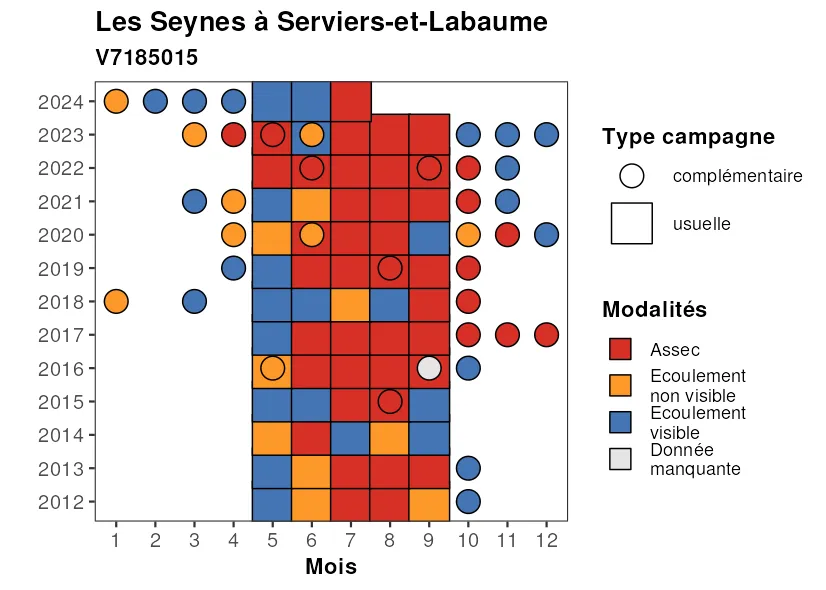 Les Seynes à Serviers-et-Labaume
V7185015
2024
2023
2022
2021
2020
2019
2018
2017
2016
2015
2014
2013
2012
1 2 3 4 5 6 7 8 9 10 11 12
Mois
Type campagne
complémentaire
usuelle
Modalités
Assec
Ecoulement
non visible
Ecoulement
visible
Donnée
manquante